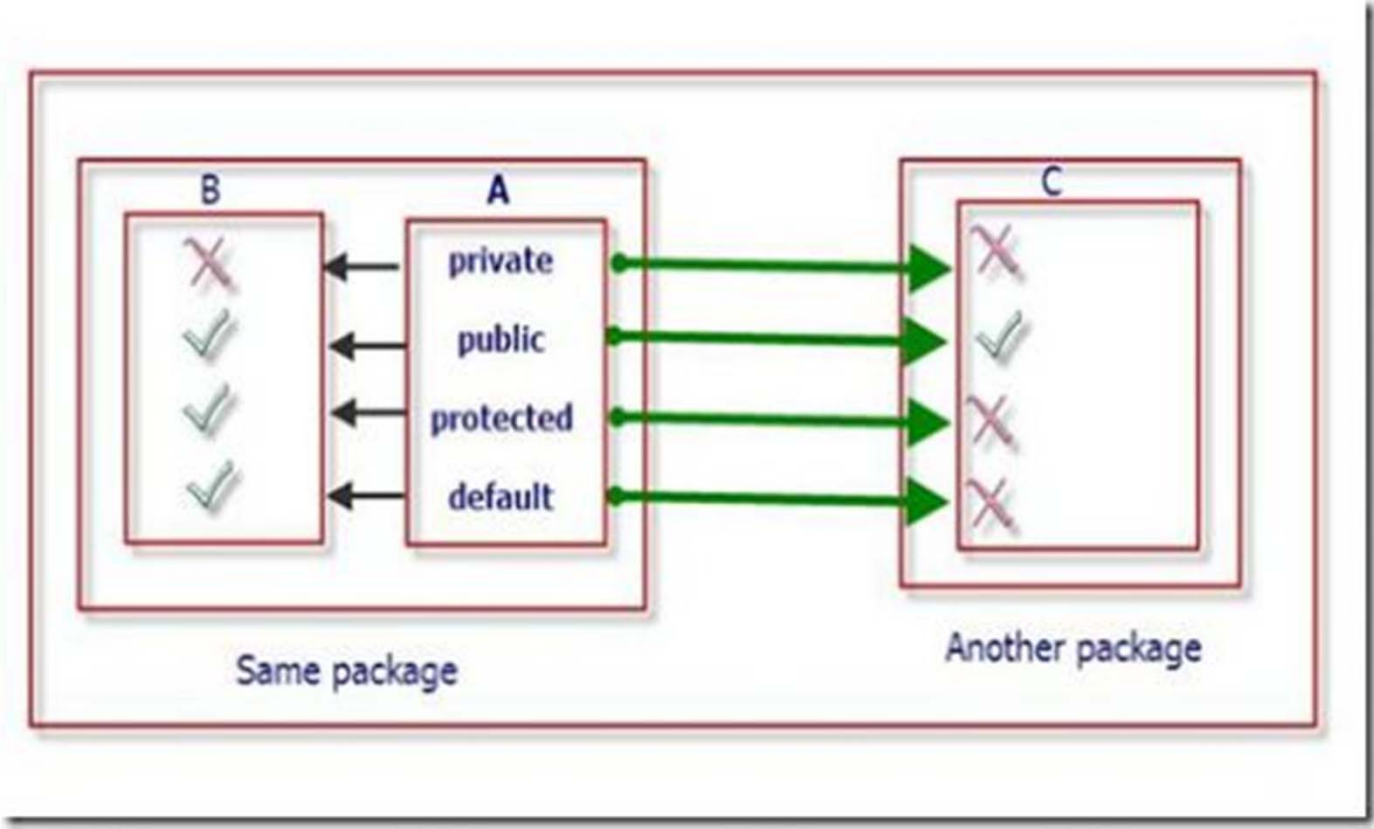 B
A
C
private
public
protected
default
Same package
Another package